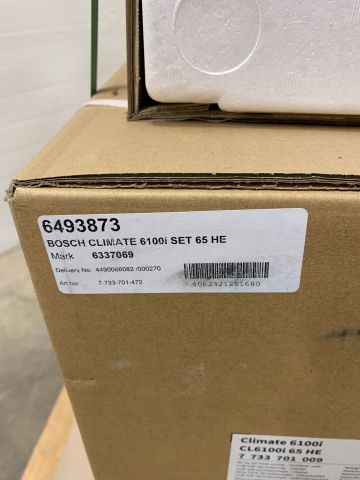 6493873
BOSCH CLIMATE 6100i SET 65 HE
Mark 6337069
Delivery No: 4490066082 /000270
Art.No: 7-733-701-472
4062321251680
Climate 6100i
CL6100i 65 HE
7 733 701 009